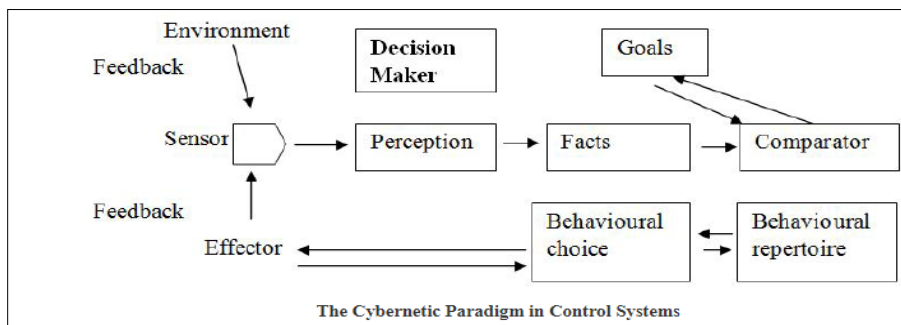 Environment
Decision
Maker
Goals
Feedback
Sensor
Perception
Facts
Comparator
Feedback
Effector
Behavioural
choice
Behavioural
repertoire
The Cybernetic Paradigm in Control Systems